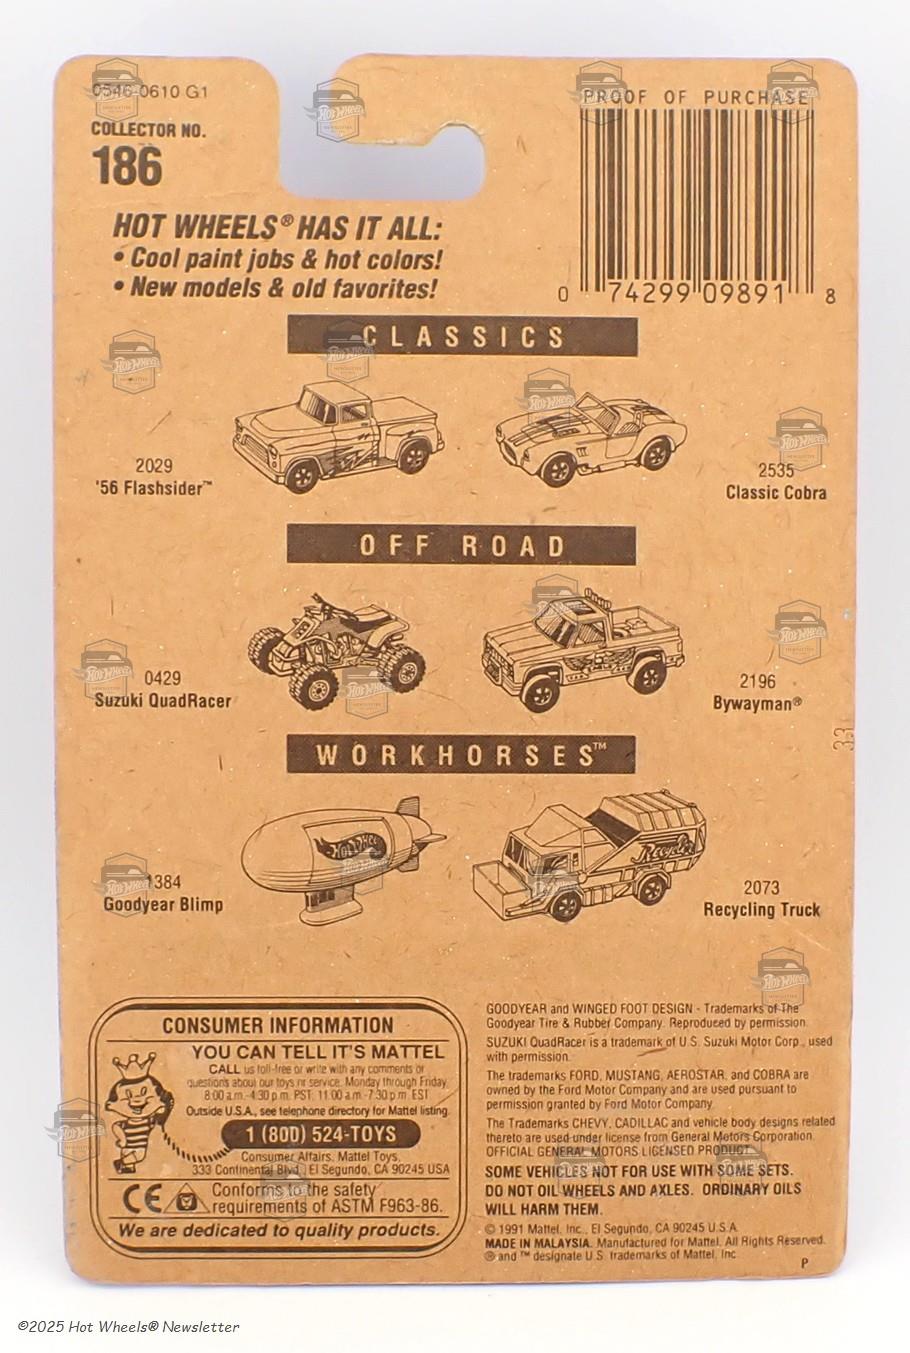 0546-0610 G1
COLLECTOR NO.
186
PROOF OF PURCHASE
0 74299 09891 8
HOT WHEELS® HAS IT ALL:
• Cool paint jobs & hot colors!
• New models & old favorites!
CLASSICS
2029
'56 Flashsider™
2535
Classic Cobra
OFF ROAD
0429
Suzuki QuadRacer
2196
Bywayman®
33
WORKHORSES™
Hot Wheels
Recycler
384
Goodyear Blimp
2073
Recycling Truck
CONSUMER INFORMATION
YOU CAN TELL IT'S MATTEL
CALL us toll-free or write with any comments or
questions about our toys or service. Monday through Friday,
8:00 a.m.-4:30 p.m. PST: 11:00 a.m.-7:30 p.m. EST
Outside U.S.A., see telephone directory for Mattel listing.
1 (800) 524-TOYS
Consumer Affairs, Mattel Toys,
333 Continental Blvd., El Segundo, CA 90245 USA
CE Conforms to the safety
requirements of ASTM F963-86.
We are dedicated to quality products.
GOODYEAR and WINGED FOOT DESIGN - Trademarks of The
Goodyear Tire & Rubber Company. Reproduced by permission.
SUZUKI QuadRacer is a trademark of U.S. Suzuki Motor Corp., used
with permission.
The trademarks FORD, MUSTANG, AEROSTAR, and COBRA are
owned by the Ford Motor Company and are used pursuant to
permission granted by Ford Motor Company.
The Trademarks CHEVY, CADILLAC and vehicle body designs related
thereto are used under license from General Motors Corporation.
OFFICIAL GENERAL MOTORS LICENSED PRODUCT.
SOME VEHICLES NOT FOR USE WITH SOME SETS.
DO NOT OIL WHEELS AND AXLES. ORDINARY OILS
WILL HARM THEM.
© 1991 Mattel, Inc., El Segundo, CA 90245 U.S.A.
MADE IN MALAYSIA. Manufactured for Mattel. All Rights Reserved.
® and ™ designate U.S. trademarks of Mattel, Inc.
P
©2025 Hot Wheels® Newsletter